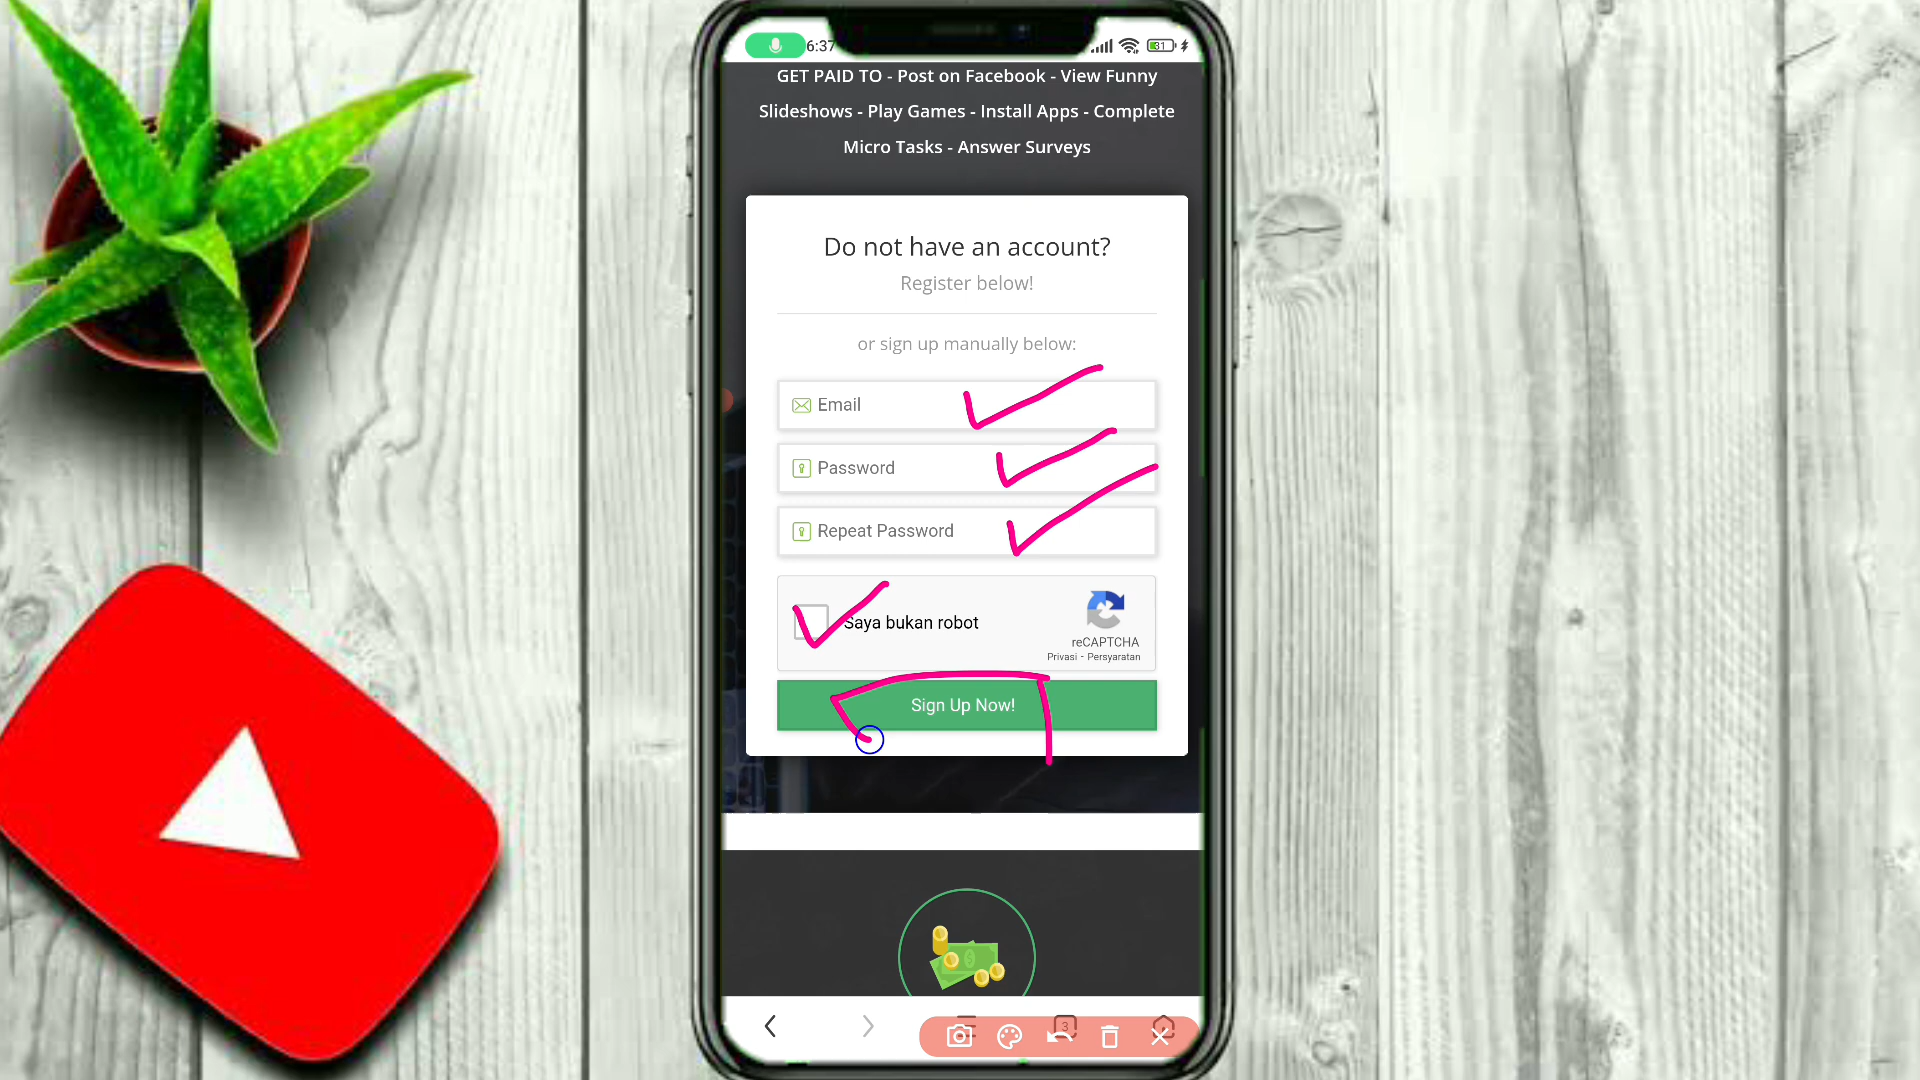 6:37
31
GET PAID TO - Post on Facebook - View Funny
Slideshows - Play Games - Install Apps - Complete
Micro Tasks - Answer Surveys
Do not have an account?
Register below!
or sign up manually below:
Email
Password
Repeat Password
Saya bukan robot
reCAPTCHA
Privasi - Persyaratan
Sign Up Now!
3